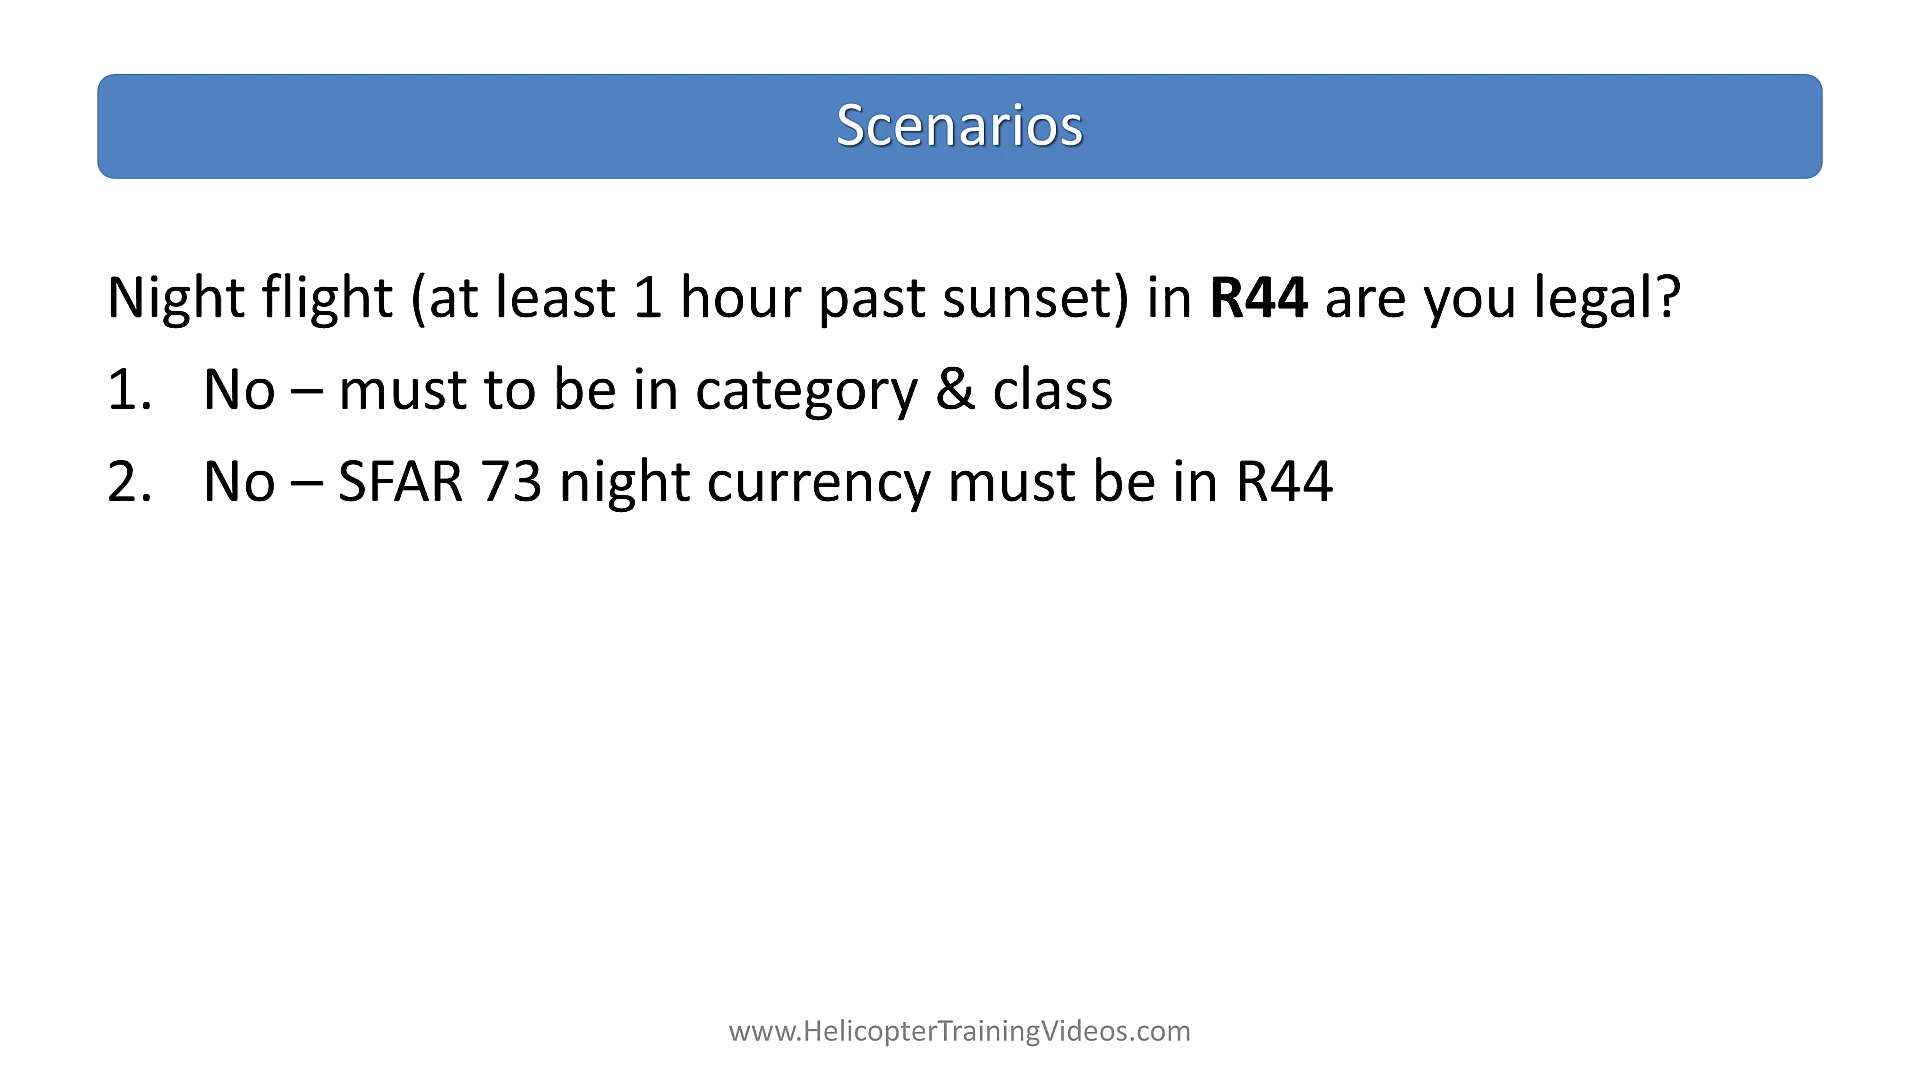 Scenarios
Night flight (at least 1 hour past sunset) in R44 are you legal?
1. No – must to be in category & class
2. No – SFAR 73 night currency must be in R44
www.HelicopterTrainingVideos.com